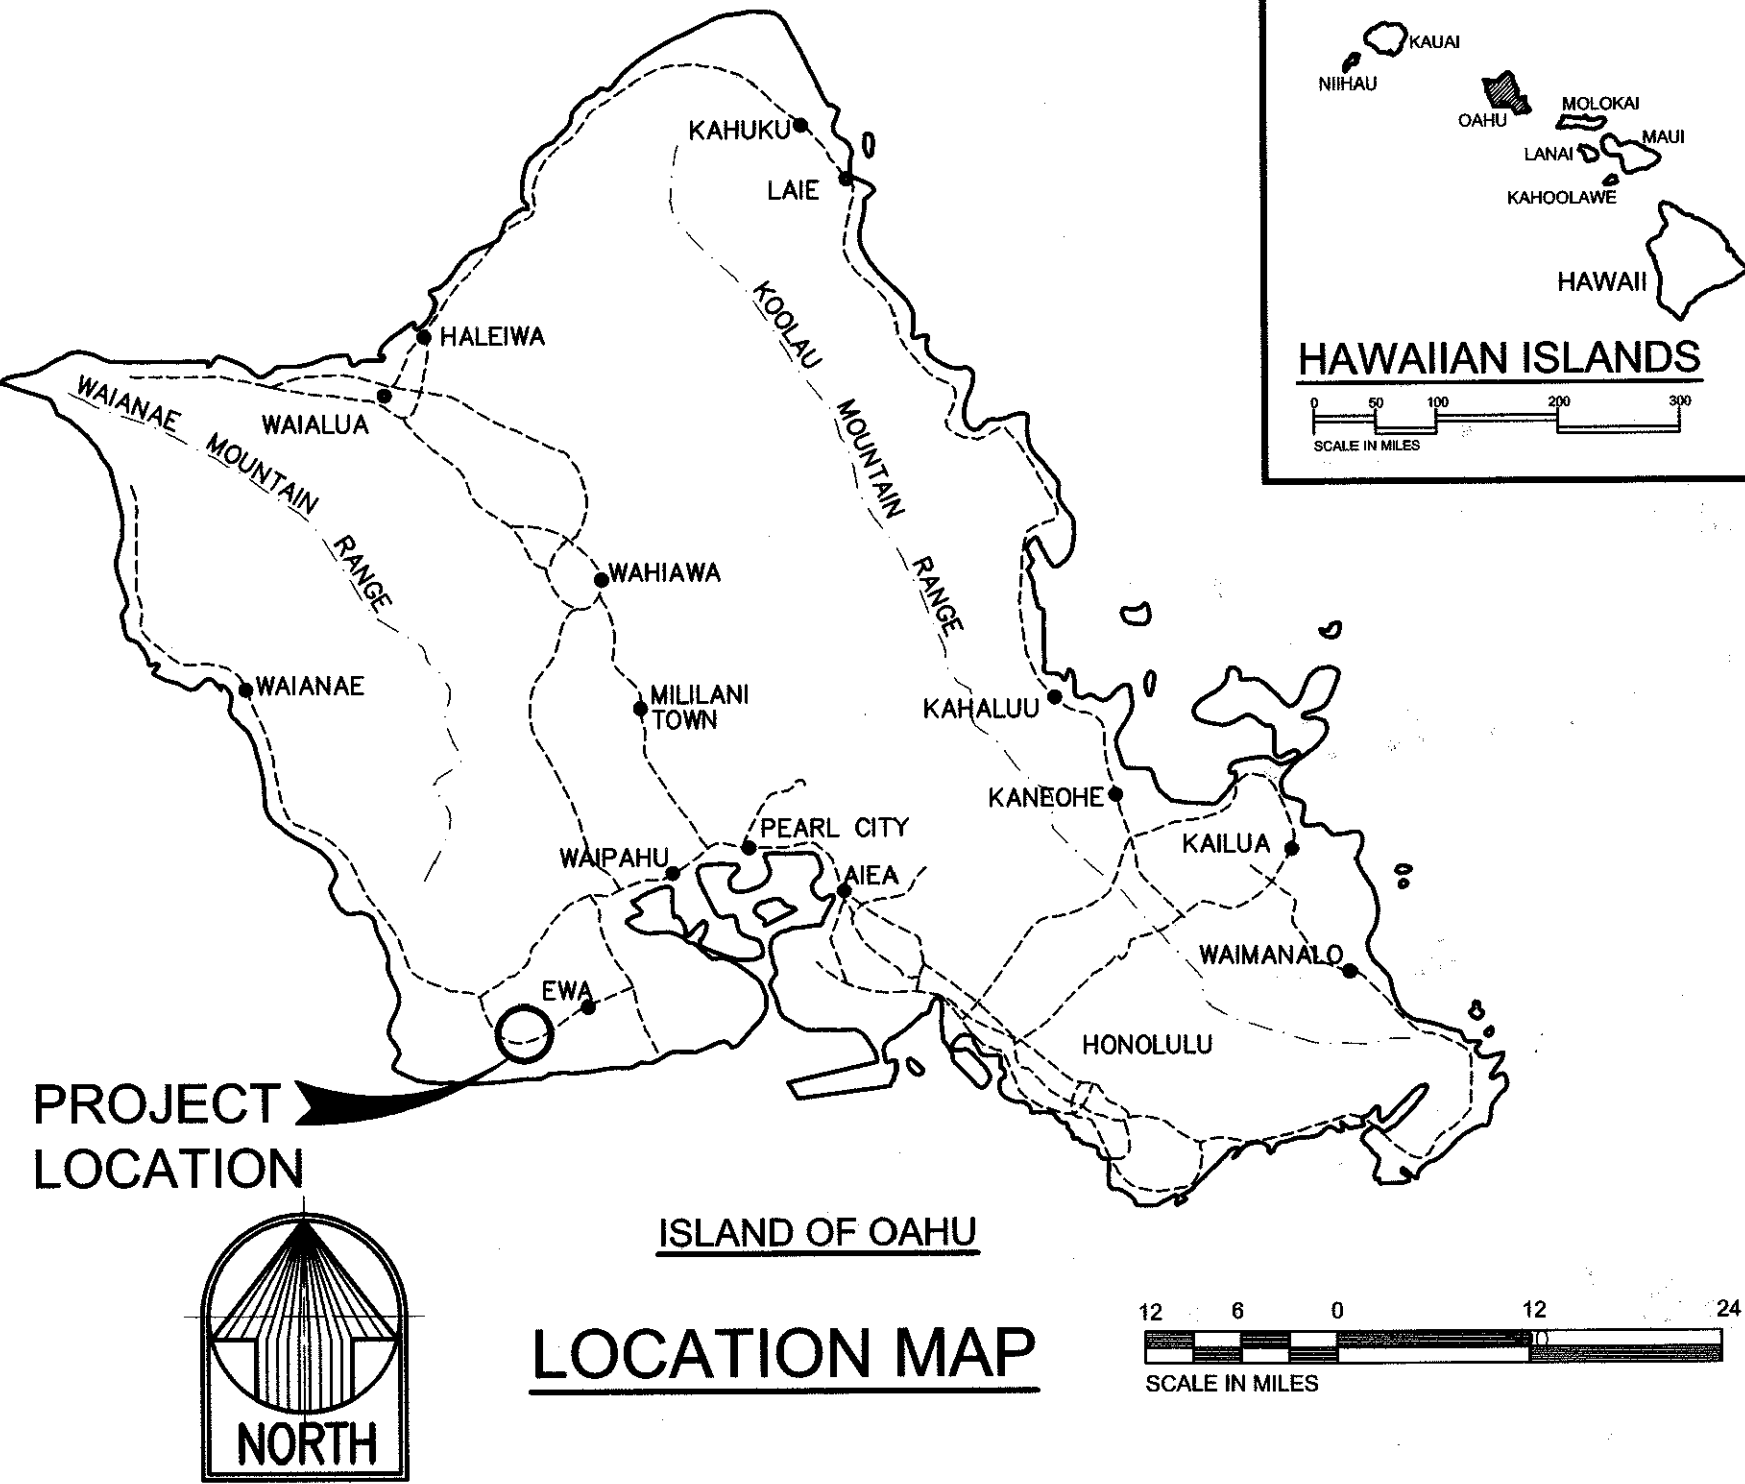 KAUAI
NIIHAU
OAHU
MOLOKAI
MAUI
LANAI
KAHOOLAWE
HAWAII
HAWAIIAN ISLANDS
0 50 100 200 300
SCALE IN MILES
KAHUKU
LAIE
KOOLAU MOUNTAIN RANGE
HALEIWA
WAIANAE MOUNTAIN RANGE
WAIALUA
WAHIAWA
WAIANAE
MILILANI
TOWN
KAHALUU
KANEOHE
PEARL CITY
KAILUA
WAIPAHU
AIEA
WAIMANALO
EWA
HONOLULU
PROJECT
LOCATION
ISLAND OF OAHU
LOCATION MAP
12 6 0 12 24
SCALE IN MILES
NORTH